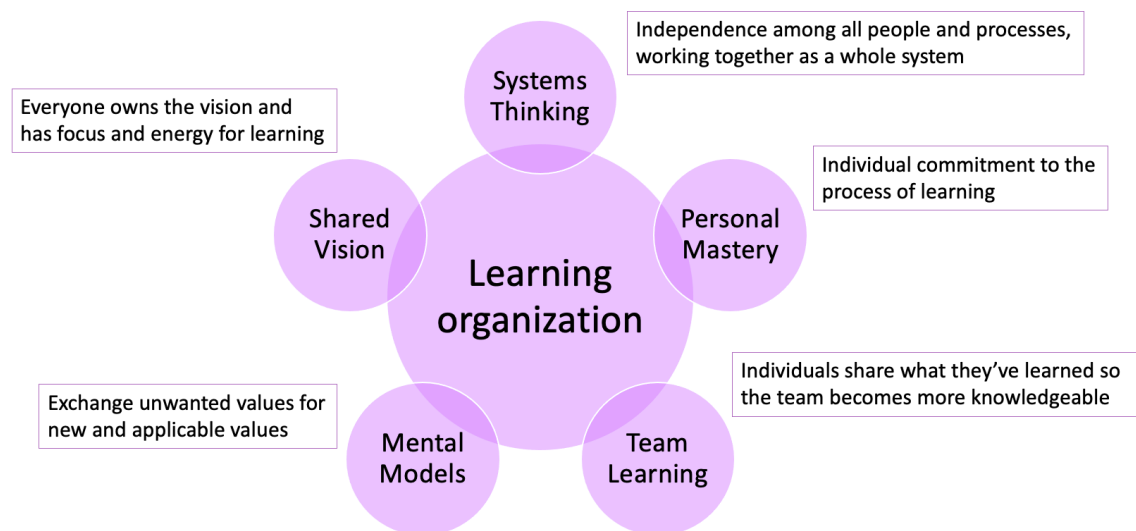 Systems
Thinking
Independence among all people and processes,
working together as a whole system
Everyone owns the vision and
has focus and energy for learning
Shared
Vision
Personal
Mastery
Individual commitment to the
process of learning
Learning
organization
Exchange unwanted values for
new and applicable values
Mental
Models
Team
Learning
Individuals share what they’ve learned so
the team becomes more knowledgeable